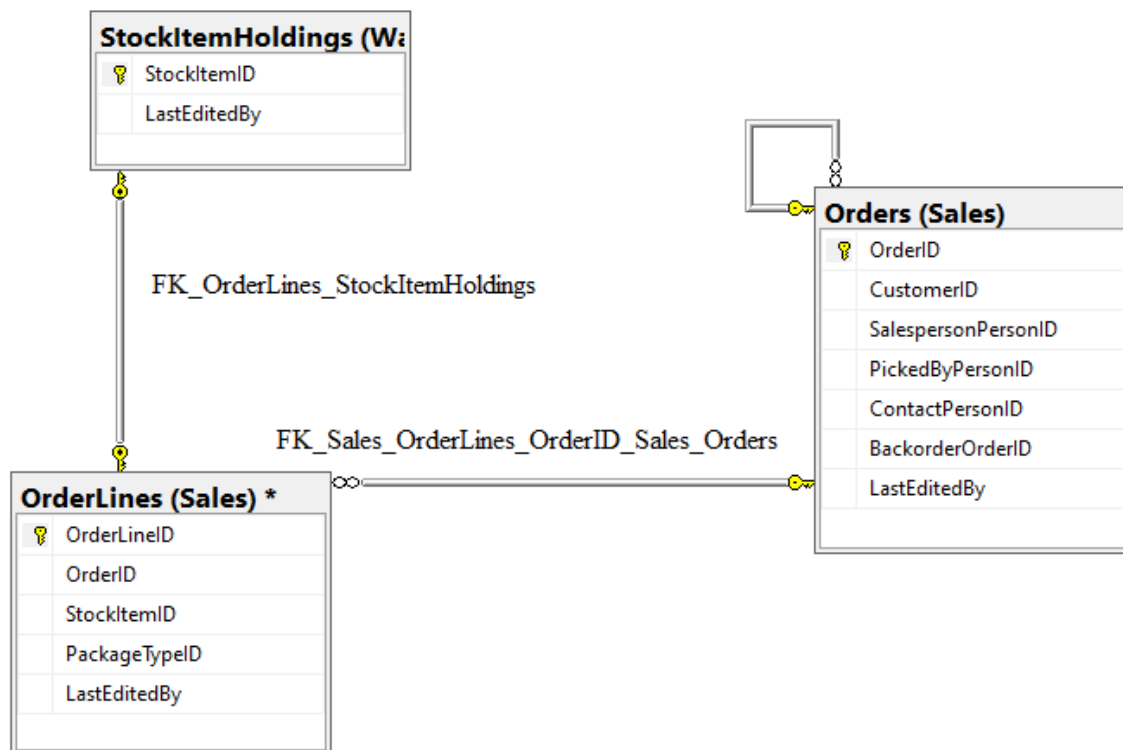 StockItemHoldings (Wa
StockItemID
LastEditedBy
Orders (Sales)
OrderID
CustomerID
SalespersonPersonID
PickedByPersonID
ContactPersonID
BackorderOrderID
LastEditedBy
FK_OrderLines_StockItemHoldings
FK_Sales_OrderLines_OrderID_Sales_Orders
OrderLines (Sales) *
OrderLineID
OrderID
StockItemID
PackageTypeID
LastEditedBy